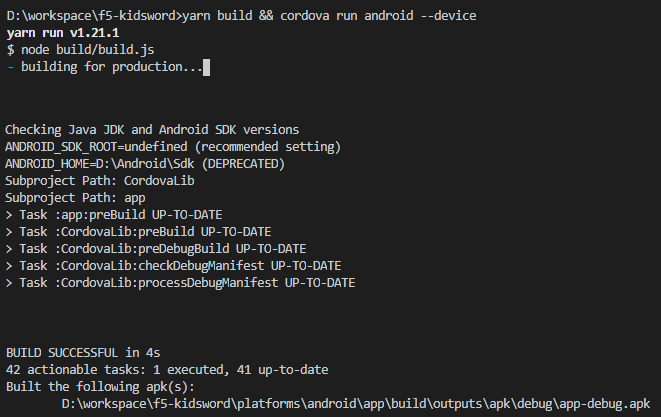 D:\workspace\f5-kidsword>yarn build && cordova run android --device
yarn run v1.21.1
$ node build/build.js
- building for production...
Checking Java JDK and Android SDK versions
ANDROID_SDK_ROOT=undefined (recommended setting)
ANDROID_HOME=D:\Android\Sdk (DEPRECATED)
Subproject Path: CordovaLib
Subproject Path: app
> Task :app:preBuild UP-TO-DATE
> Task :CordovaLib:preBuild UP-TO-DATE
> Task :CordovaLib:preDebugBuild UP-TO-DATE
> Task :CordovaLib:checkDebugManifest UP-TO-DATE
> Task :CordovaLib:processDebugManifest UP-TO-DATE
BUILD SUCCESSFUL in 4s
42 actionable tasks: 1 executed, 41 up-to-date
Built the following apk(s):
D:\workspace\f5-kidsword\platforms\android\app\build\outputs\apk\debug\app-debug.apk